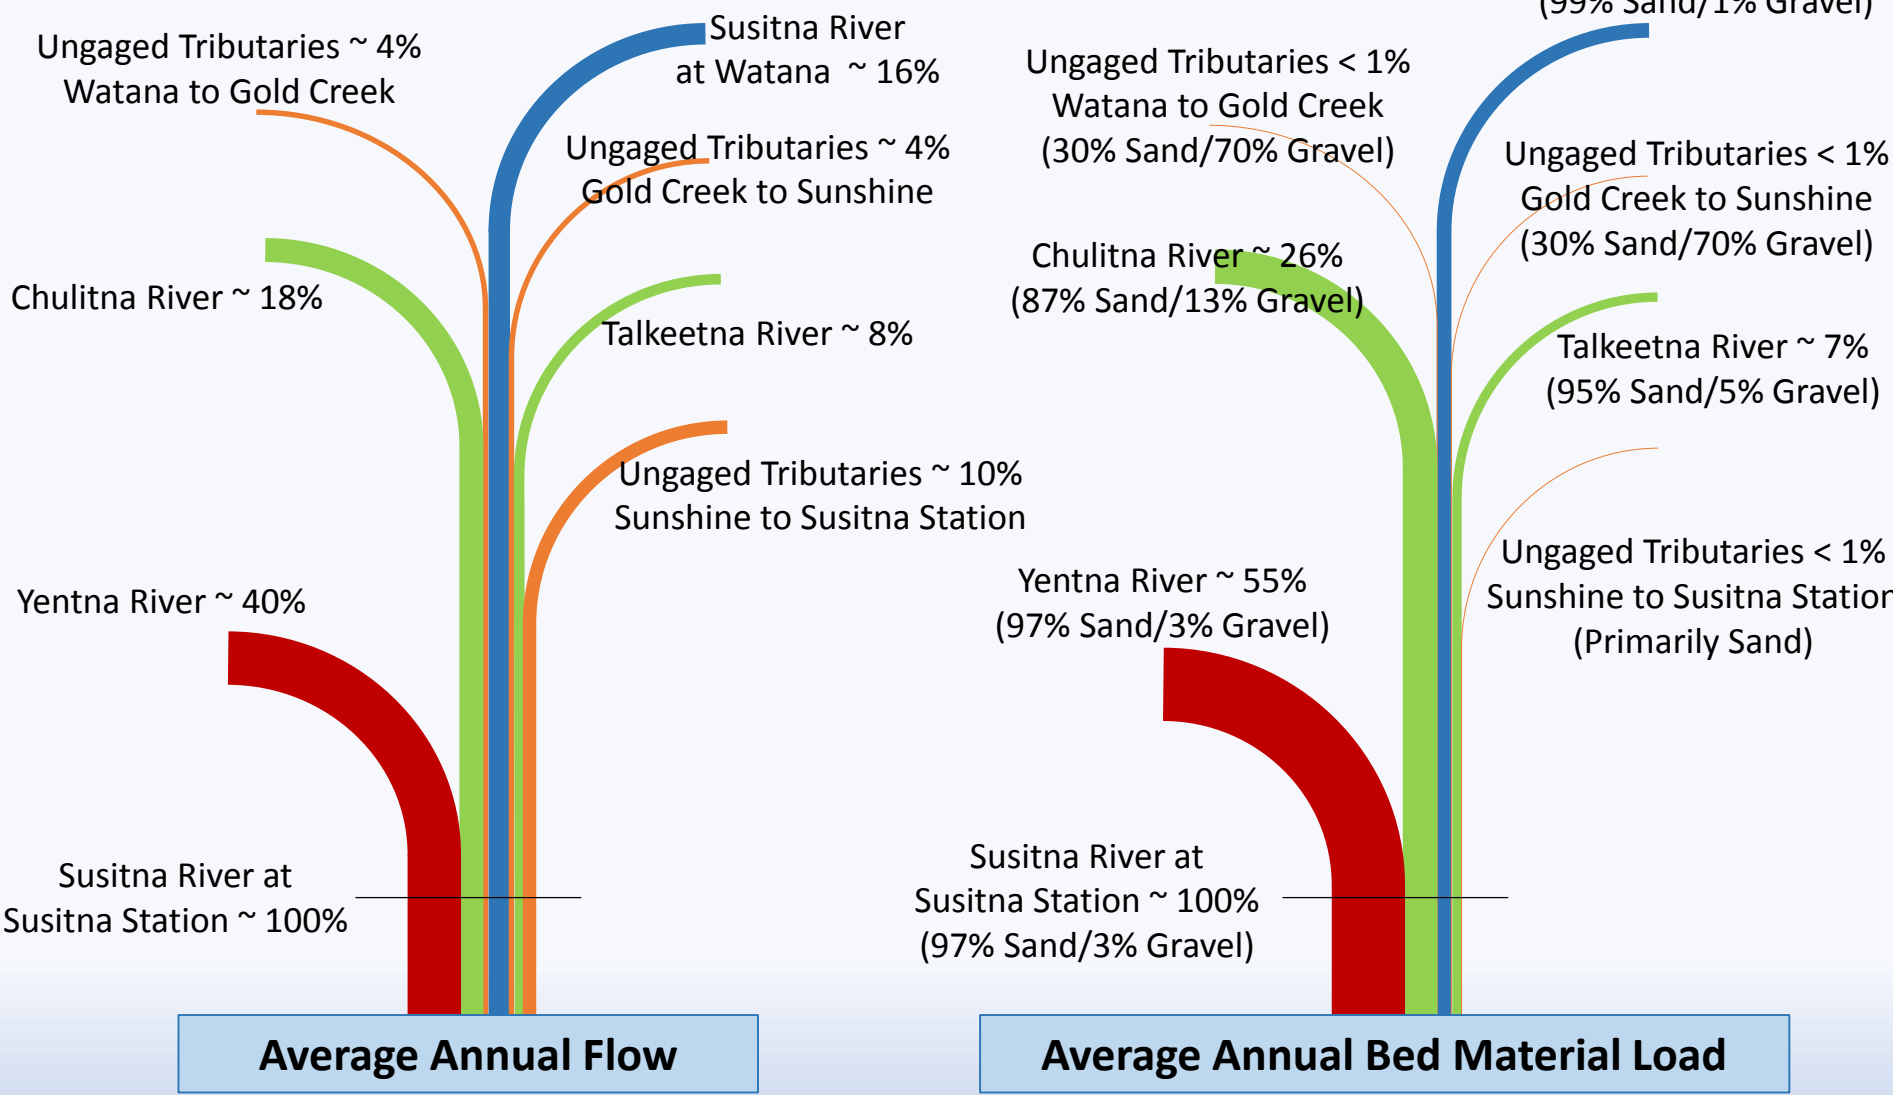 Ungaged Tributaries ~ 4%
Watana to Gold Creek
Susitna River
at Watana ~ 16%
Ungaged Tributaries ~ 4%
Gold Creek to Sunshine
Chulitna River ~ 18%
Talkeetna River ~ 8%
Ungaged Tributaries ~ 10%
Sunshine to Susitna Station
Yentna River ~ 40%
Susitna River at
Susitna Station ~ 100%
Average Annual Flow
(99% Sand/1% Gravel)
Ungaged Tributaries < 1%
Watana to Gold Creek
(30% Sand/70% Gravel)
Ungaged Tributaries < 1%
Gold Creek to Sunshine
(30% Sand/70% Gravel)
Chulitna River ~ 26%
(87% Sand/13% Gravel)
Talkeetna River ~ 7%
(95% Sand/5% Gravel)
Yentna River ~ 55%
(97% Sand/3% Gravel)
Ungaged Tributaries < 1%
Sunshine to Susitna Station
(Primarily Sand)
Susitna River at
Susitna Station ~ 100%
(97% Sand/3% Gravel)
Average Annual Bed Material Load